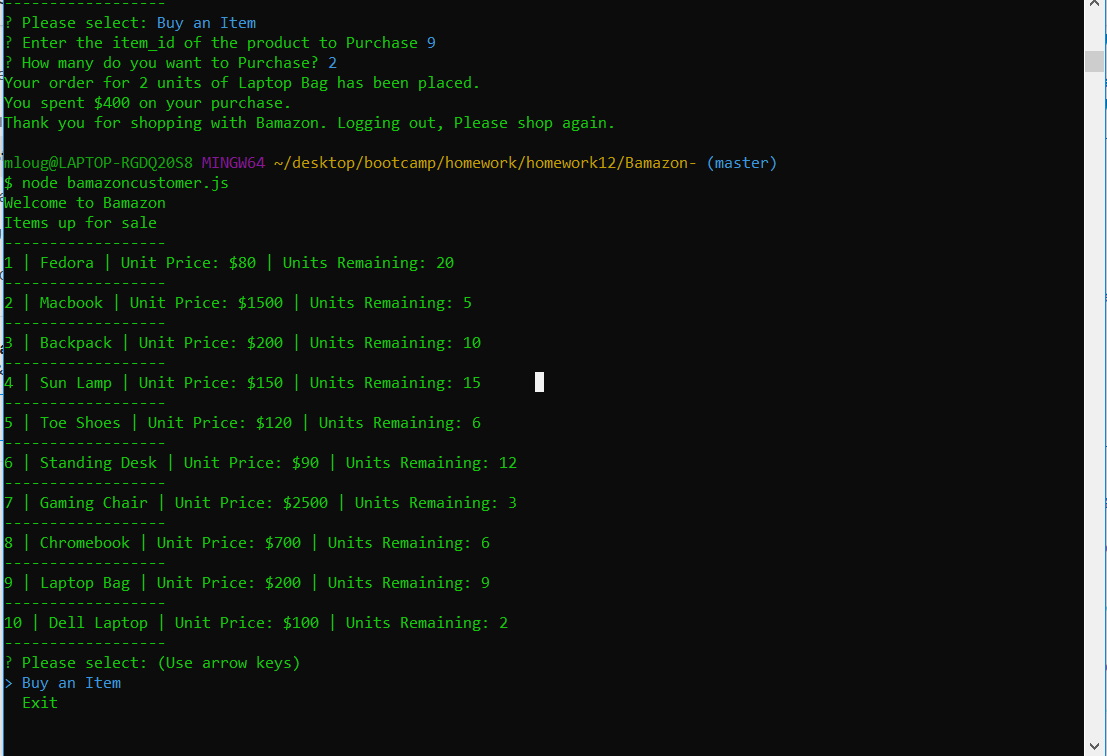 ------------------
? Please select: Buy an Item
? Enter the item_id of the product to Purchase 9
? How many do you want to Purchase? 2
Your order for 2 units of Laptop Bag has been placed.
You spent $400 on your purchase.
Thank you for shopping with Bamazon. Logging out, Please shop again.
mloug@LAPTOP-RGDQ20S8 MINGW64 ~/desktop/bootcamp/homework/homework12/Bamazon- (master)
$ node bamazoncustomer.js
Welcome to Bamazon
Items up for sale
------------------
1 | Fedora | Unit Price: $80 | Units Remaining: 20
------------------
2 | Macbook | Unit Price: $1500 | Units Remaining: 5
------------------
3 | Backpack | Unit Price: $200 | Units Remaining: 10
------------------
4 | Sun Lamp | Unit Price: $150 | Units Remaining: 15
------------------
5 | Toe Shoes | Unit Price: $120 | Units Remaining: 6
------------------
6 | Standing Desk | Unit Price: $90 | Units Remaining: 12
------------------
7 | Gaming Chair | Unit Price: $2500 | Units Remaining: 3
------------------
8 | Chromebook | Unit Price: $700 | Units Remaining: 6
------------------
9 | Laptop Bag | Unit Price: $200 | Units Remaining: 9
------------------
10 | Dell Laptop | Unit Price: $100 | Units Remaining: 2
------------------
? Please select: (Use arrow keys)
> Buy an Item
  Exit